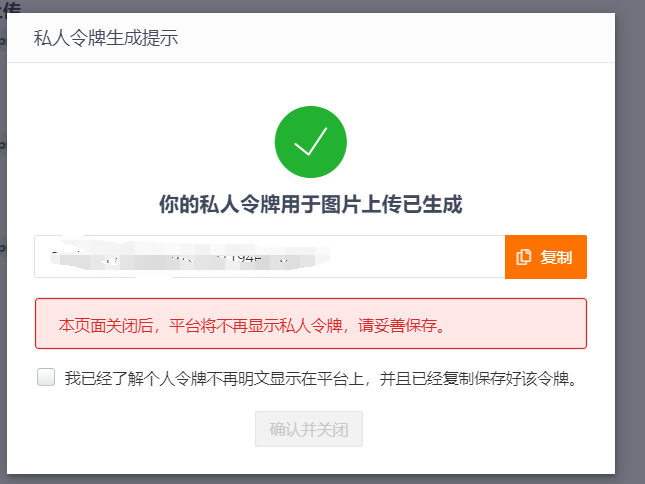 上传
私人令牌生成提示
你的私人令牌用于图片上传已生成
复制
本页面关闭后，平台将不再显示私人令牌，请妥善保存。
我已经了解个人令牌不再明文显示在平台上，并且已经复制保存好该令牌。
确认并关闭